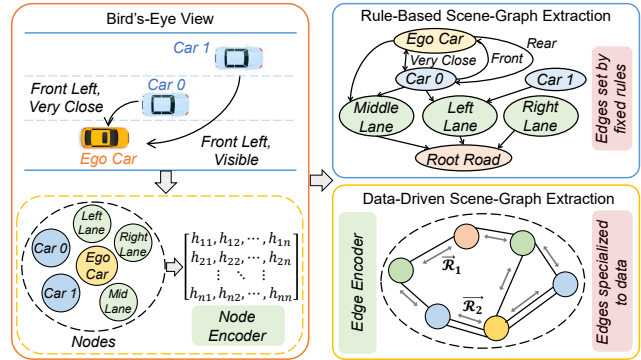 Bird's-Eye View
Car 1
Front Left,
Very Close
Car 0
Ego Car
Front Left,
Visible
Left
Lane
Car 0
Right
Lane
Ego
Car
Car 1
Mid
Lane
Nodes
h₁₁, h₁₂, ⋯, h₁ₙ
h₂₁, h₂₂, ⋯, h₂ₙ
⋮ ⋱ ⋮
hₙ₁, hₙ₂, ⋯, hₙₙ
Node
Encoder
Rule-Based Scene-Graph Extraction
Ego Car
Rear
Very Close
Front
Car 0
Car 1
Middle
Lane
Left
Lane
Right
Lane
Root Road
Edges set by
fixed rules
Data-Driven Scene-Graph Extraction
Edge Encoder
ℛ⃗₁
ℛ⃗₂
Edges specialized
to data